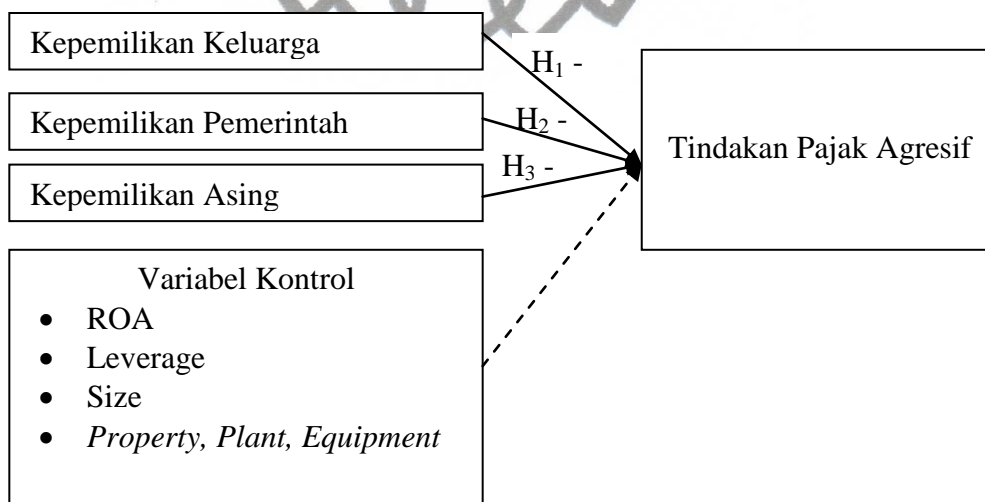 Kepemilikan Keluarga
H1 -
Kepemilikan Pemerintah
H2 -
Tindakan Pajak Agresif
H3 -
Kepemilikan Asing
Variabel Kontrol
• ROA
• Leverage
• Size
• Property, Plant, Equipment